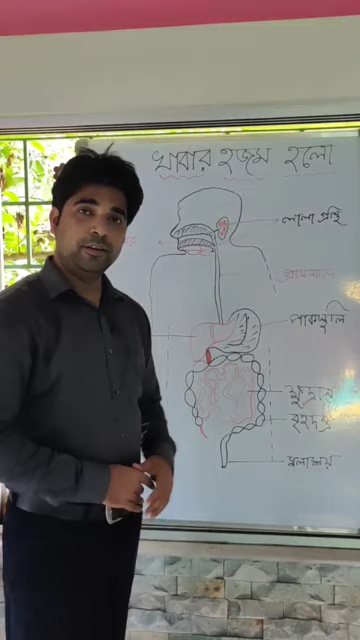 খাবার হজম হলো
লালা গ্রন্থি
পাকস্থলি
ক্ষুদ্রান্ত্র
বৃহদন্ত্র
মলাশয়